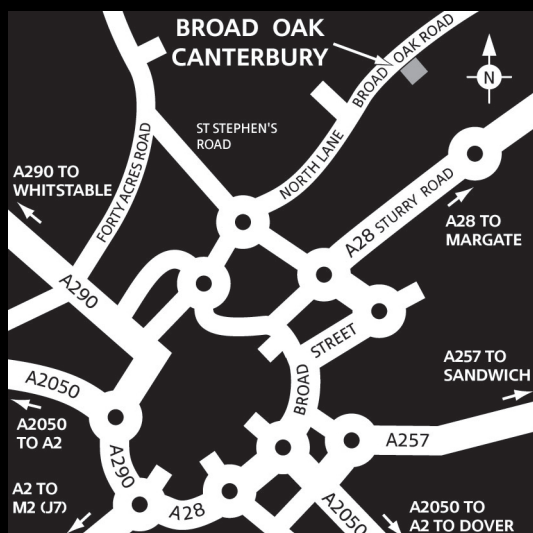 BROAD OAK
CANTERBURY
BROAD OAK ROAD
N
ST STEPHEN'S
ROAD
NORTH LANE
FORTY ACRES ROAD
A290 TO
WHITSTABLE
A28 STURRY ROAD
A28 TO
MARGATE
A290
BROAD STREET
A257 TO
SANDWICH
A2050
A2050
TO A2
A257
A290
A2 TO
M2 (J7)
A28
A2050
A2050 TO
A2 TO DOVER